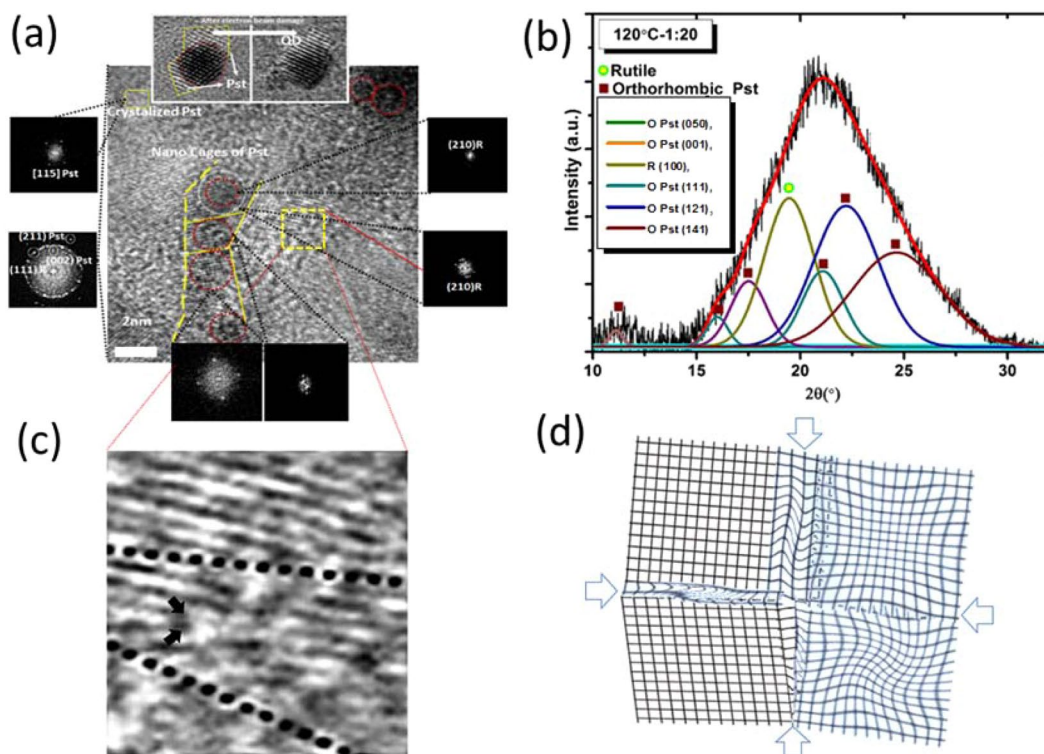 (a)
After electron beam damage
QD
Pst
Crystalized Pst
[115] Pst
Nano Cages of Pst
(210)R
(211) Pst
(002) Pst
(111) R
(210)R
2nm
(b)
120°C-1:20
Rutile
Orthorhombic Pst
O Pst (050),
O Pst (001),
R (100),
O Pst (111),
O Pst (121),
O Pst (141)
Intensity (a.u.)
10 15 20 25 30
2θ(°)
(c)
(d)